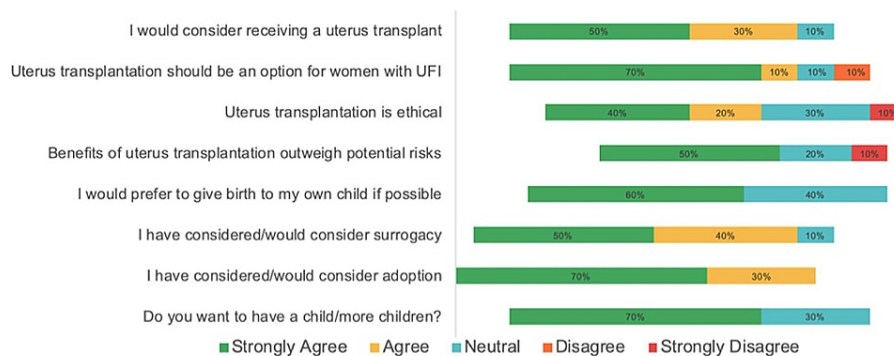 I would consider receiving a uterus transplant 50% 30% 10%
Uterus transplantation should be an option for women with UFI 70% 10% 10% 10%
Uterus transplantation is ethical 40% 20% 30% 10%
Benefits of uterus transplantation outweigh potential risks 50% 20% 10%
I would prefer to give birth to my own child if possible 60% 40%
I have considered/would consider surrogacy 50% 40% 10%
I have considered/would consider adoption 70% 30%
Do you want to have a child/more children? 70% 30%
Strongly Agree Agree Neutral Disagree Strongly Disagree